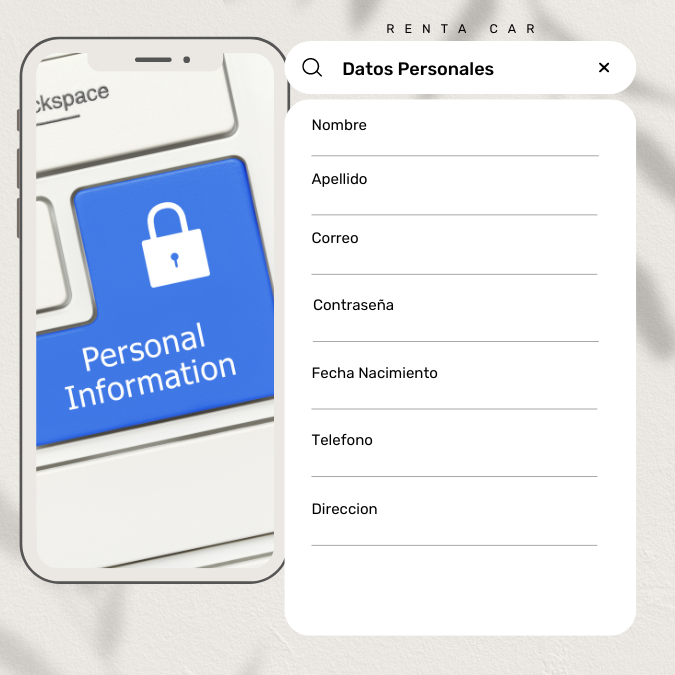 RENTA CAR
Datos Personales
Nombre
Apellido
Correo
Contraseña
Fecha Nacimiento
Telefono
Direccion
ckspace
Personal
Information